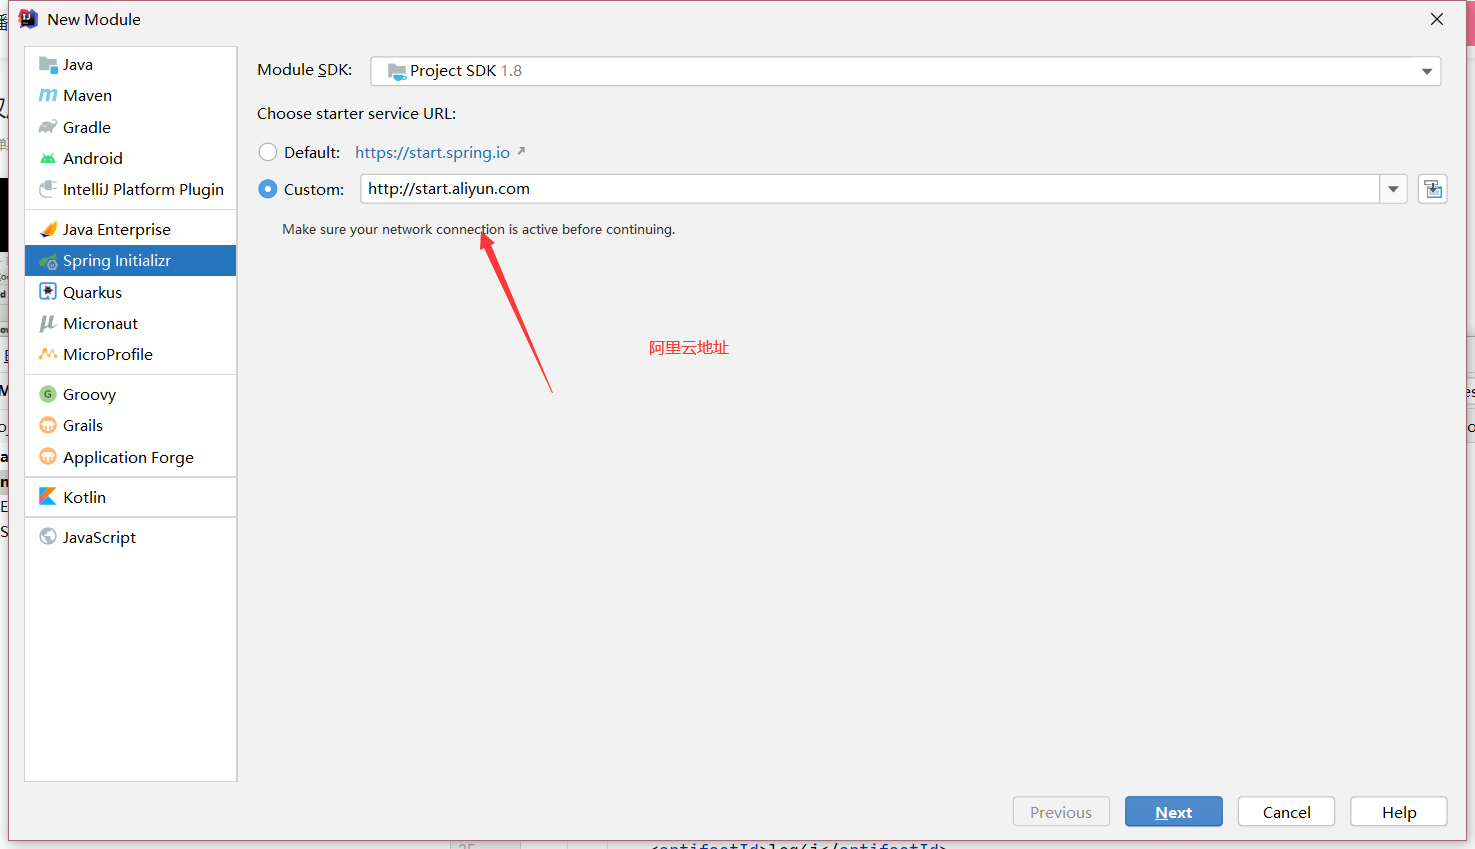 New Module
Java
Maven
Gradle
Android
IntelliJ Platform Plugin
Java Enterprise
Spring Initializr
Quarkus
Micronaut
MicroProfile
Groovy
Grails
Application Forge
Kotlin
JavaScript
Module SDK: Project SDK 1.8
Choose starter service URL:
Default: https://start.spring.io
Custom: http://start.aliyun.com
Make sure your network connection is active before continuing.
阿里云地址
Previous Next Cancel Help